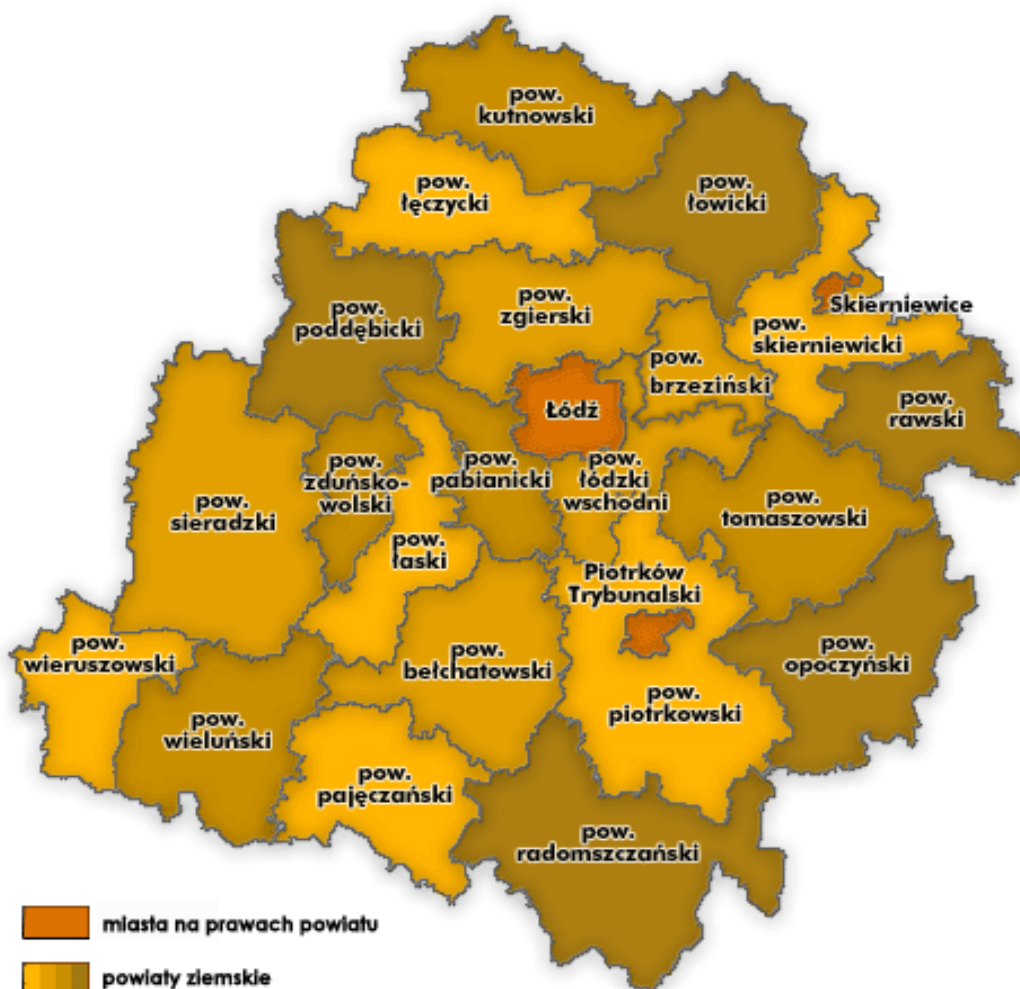 pow.
kutnowski
pow.
łęczycki
pow.
łowicki
pow.
poddębicki
pow.
zgierski
Skierniewice
pow.
skierniewicki
pow.
brzeziński
pow.
rawski
Łódź
pow.
sieradzki
pow.
zduńsko-
wolski
pow.
pabianicki
pow.
łódzki
wschodni
pow.
tomaszowski
pow.
łaski
Piotrków
Trybunalski
pow.
wieruszowski
pow.
bełchatowski
pow.
opoczyński
pow.
wieluński
pow.
piotrkowski
pow.
pajęczański
pow.
radomszczański
miasta na prawach powiatu
powiaty ziemskie